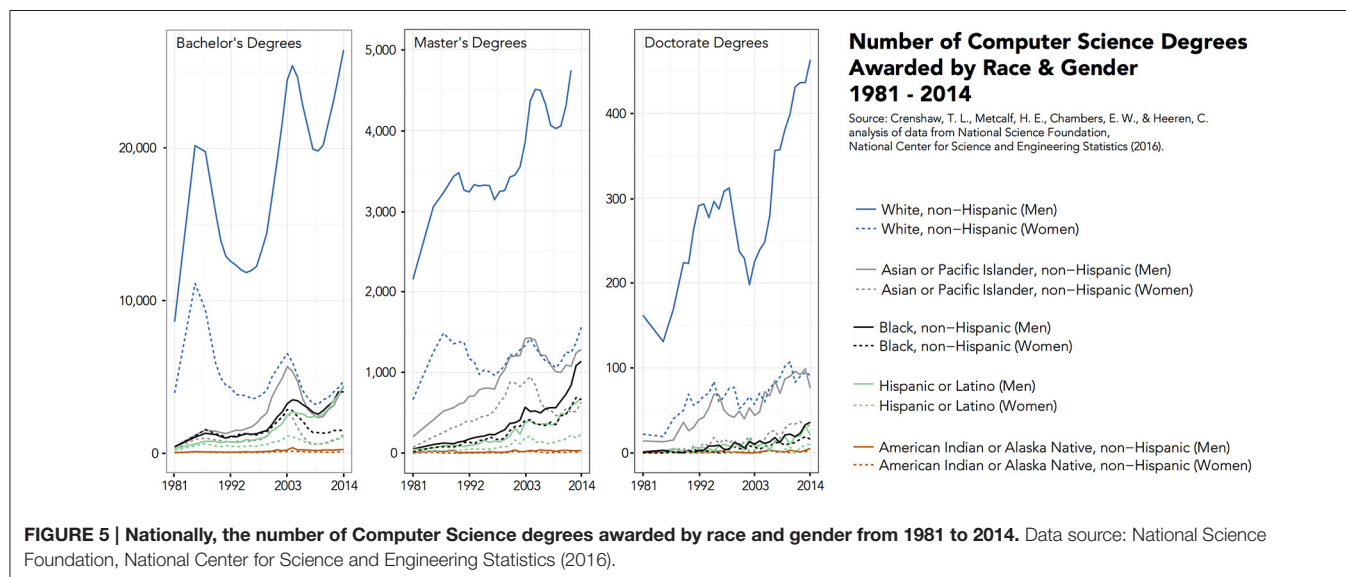 Bachelor's Degrees
20,000
10,000
0
1981 1992 2003 2014
Master's Degrees
5,000
4,000
3,000
2,000
1,000
0
1981 1992 2003 2014
Doctorate Degrees
400
300
200
100
0
1981 1992 2003 2014
Number of Computer Science Degrees
Awarded by Race & Gender
1981 - 2014
Source: Crenshaw, T. L., Metcalf, H. E., Chambers, E. W., & Heeren, C.
analysis of data from National Science Foundation,
National Center for Science and Engineering Statistics (2016).
White, non-Hispanic (Men)
White, non-Hispanic (Women)
Asian or Pacific Islander, non-Hispanic (Men)
Asian or Pacific Islander, non-Hispanic (Women)
Black, non-Hispanic (Men)
Black, non-Hispanic (Women)
Hispanic or Latino (Men)
Hispanic or Latino (Women)
American Indian or Alaska Native, non-Hispanic (Men)
American Indian or Alaska Native, non-Hispanic (Women)
FIGURE 5 | Nationally, the number of Computer Science degrees awarded by race and gender from 1981 to 2014. Data source: National Science
Foundation, National Center for Science and Engineering Statistics (2016).